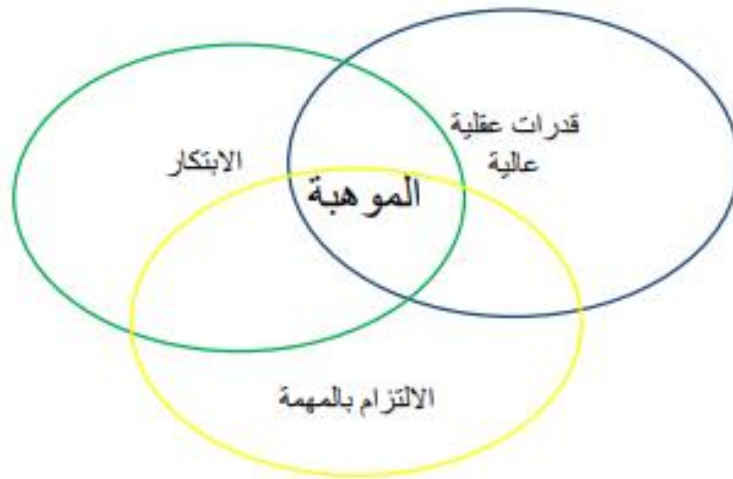 قدرات عقلية
عالية
الابتكار
الموهبة
الالتزام بالمهمة